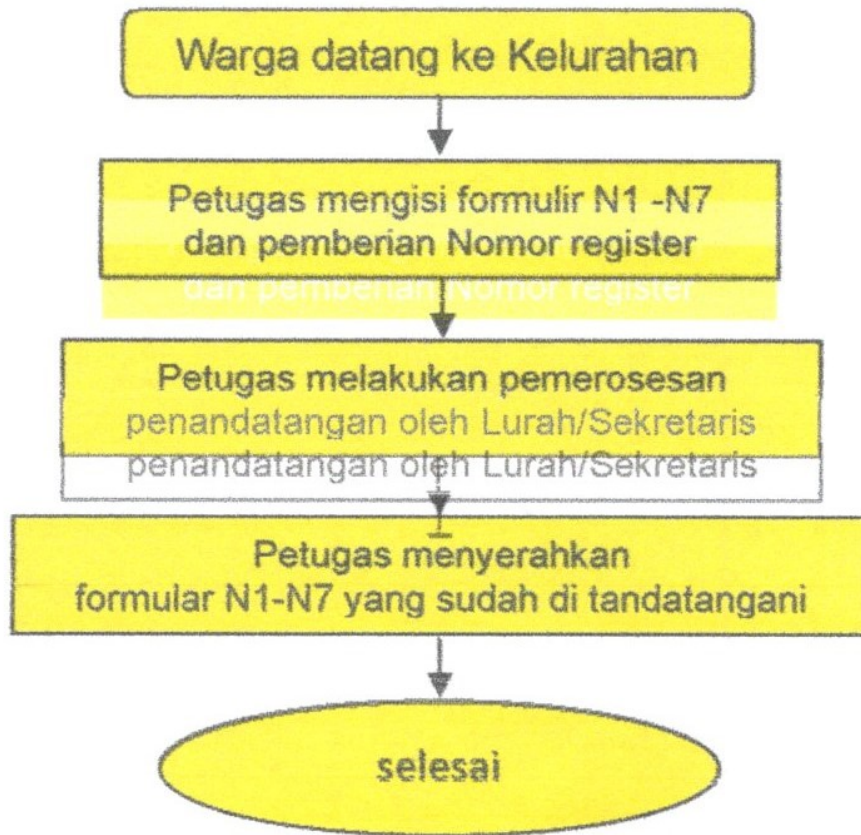 Warga datang ke Kelurahan
Petugas mengisi formulir N1 -N7
dan pemberian Nomor register
dan pemberian Nomor register
Petugas melakukan pemerosesan
penandatangan oleh Lurah/Sekretaris
penandatangan oleh Lurah/Sekretaris
Petugas menyerahkan
formular N1-N7 yang sudah di tandatangani
selesai